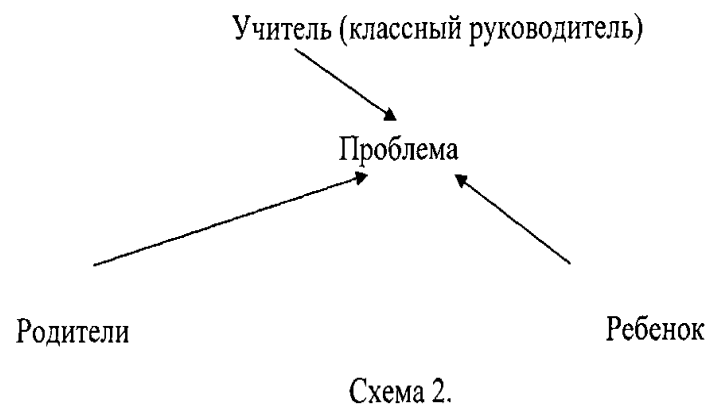 Учитель (классный руководитель)
Проблема
Родители
Ребенок
Схема 2.